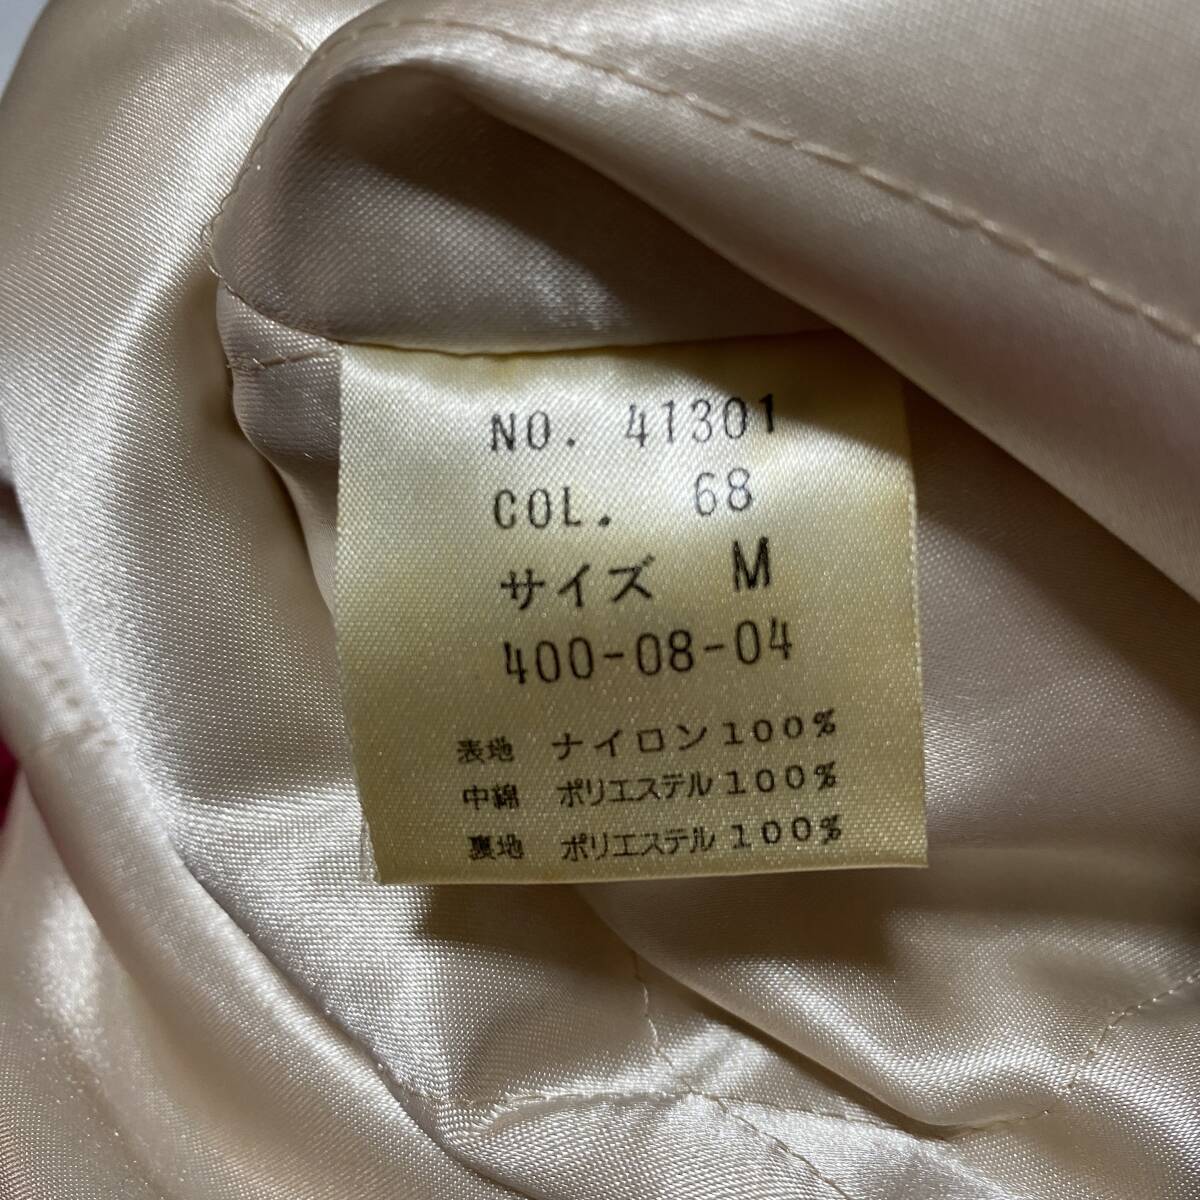 NO. 41301
COL. 68
サイズ M
400-08-04
表地 ナイロン100%
中綿 ポリエステル100%
裏地 ポリエステル100%